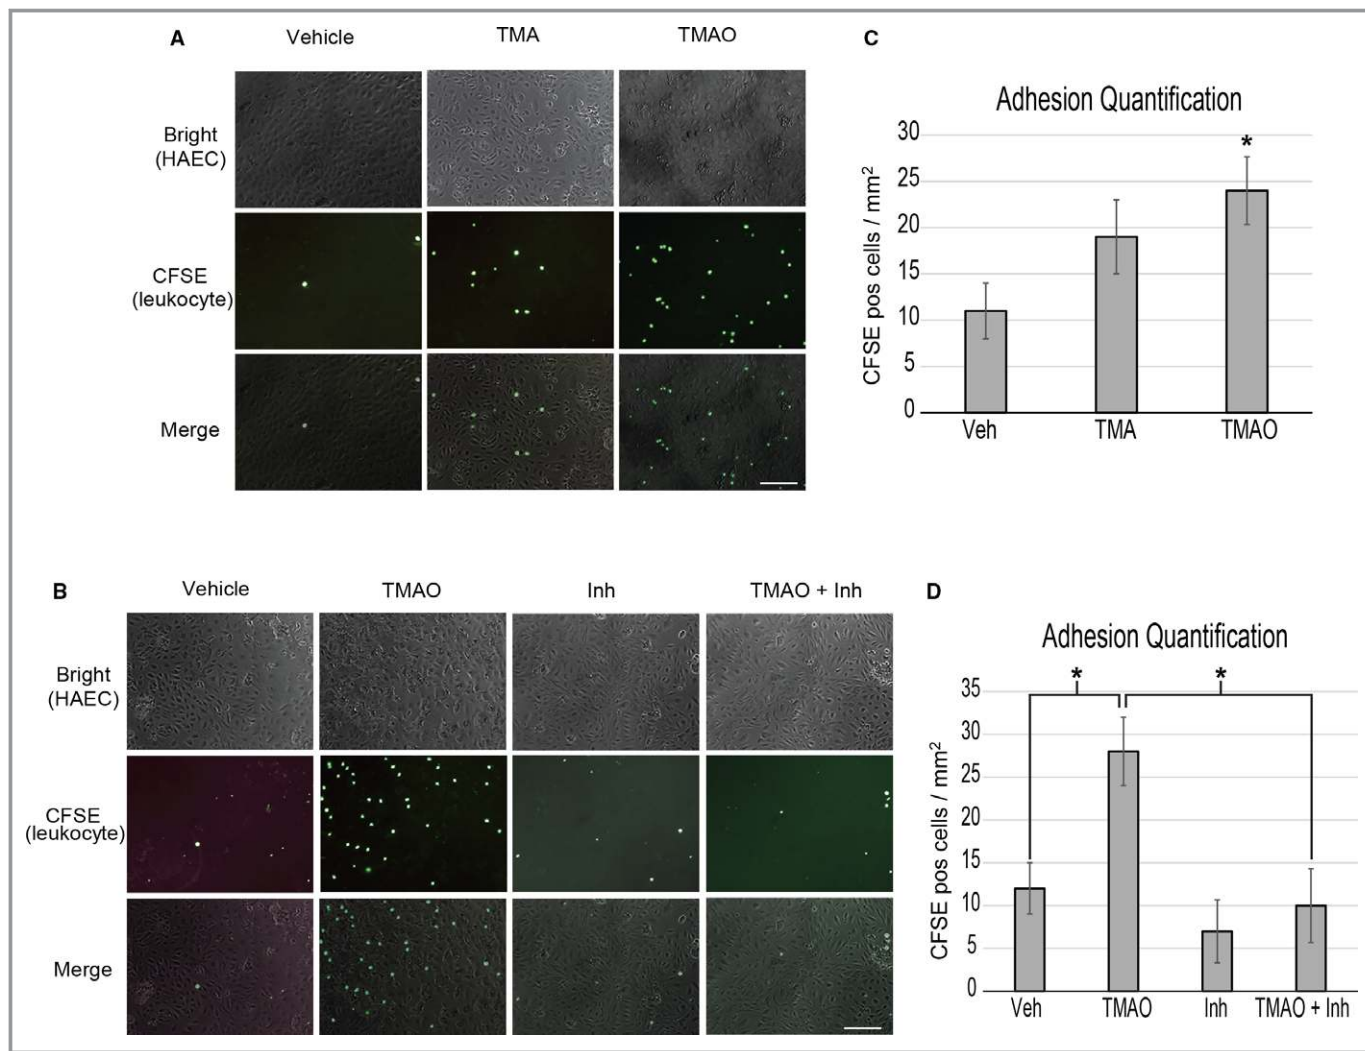 A
Vehicle
TMA
TMAO
Bright
(HAEC)
CFSE
(leukocyte)
Merge
C
Adhesion Quantification
CFSE pos cells / mm²
30
25
20
15
10
5
0
*
Veh
TMA
TMAO
B
Vehicle
TMAO
Inh
TMAO + Inh
Bright
(HAEC)
CFSE
(leukocyte)
Merge
D
Adhesion Quantification
CFSE pos cells / mm²
35
30
25
20
15
10
5
0
*
*
Veh
TMAO
Inh
TMAO + Inh